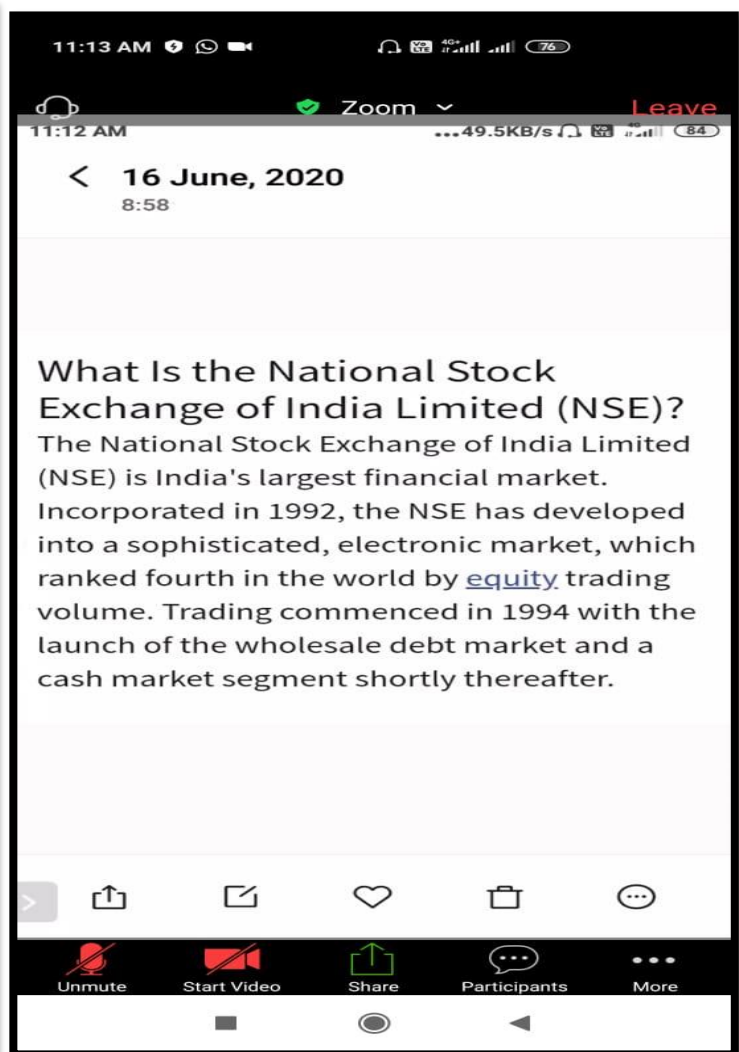 11:13 AM
4G+
76
Zoom
Leave
11:12 AM
...49.5KB/s
4G
84
16 June, 2020
8:58
What Is the National Stock
Exchange of India Limited (NSE)?
The National Stock Exchange of India Limited
(NSE) is India's largest financial market.
Incorporated in 1992, the NSE has developed
into a sophisticated, electronic market, which
ranked fourth in the world by equity trading
volume. Trading commenced in 1994 with the
launch of the wholesale debt market and a
cash market segment shortly thereafter.
Unmute Start Video Share Participants More